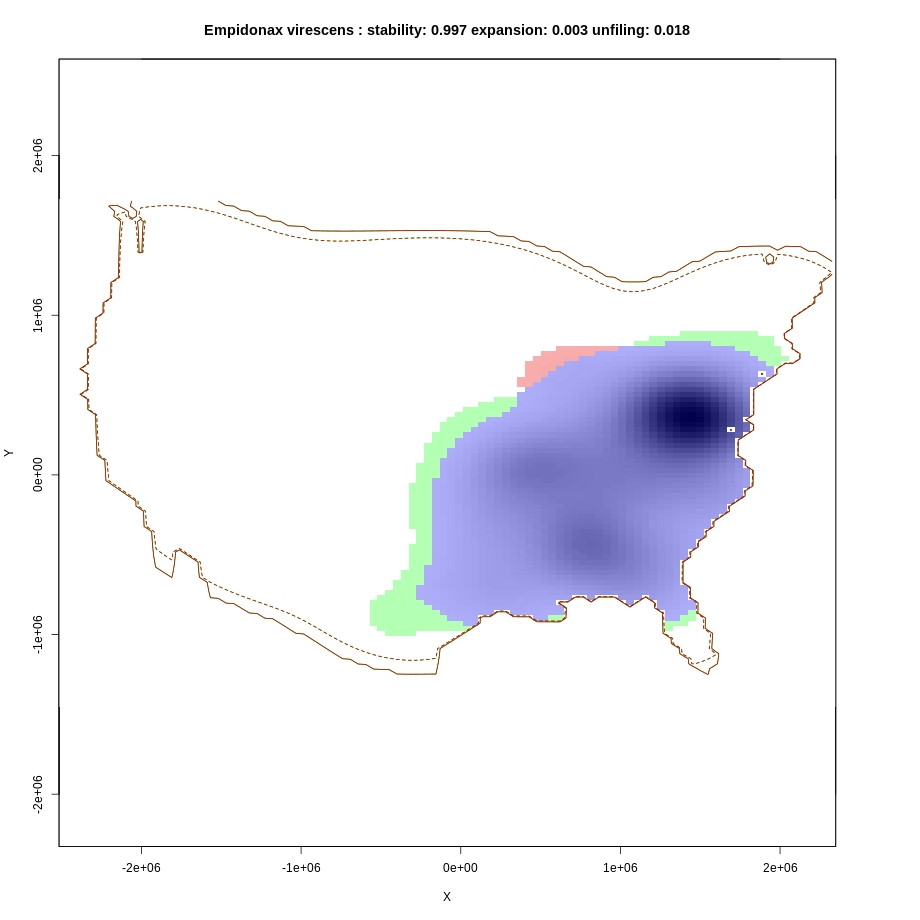 Empidonax virescens : stability: 0.997 expansion: 0.003 unfiling: 0.018
2e+06
1e+06
0e+00
-1e+06
-2e+06
Y
-2e+06 -1e+06 0e+00 1e+06 2e+06
X